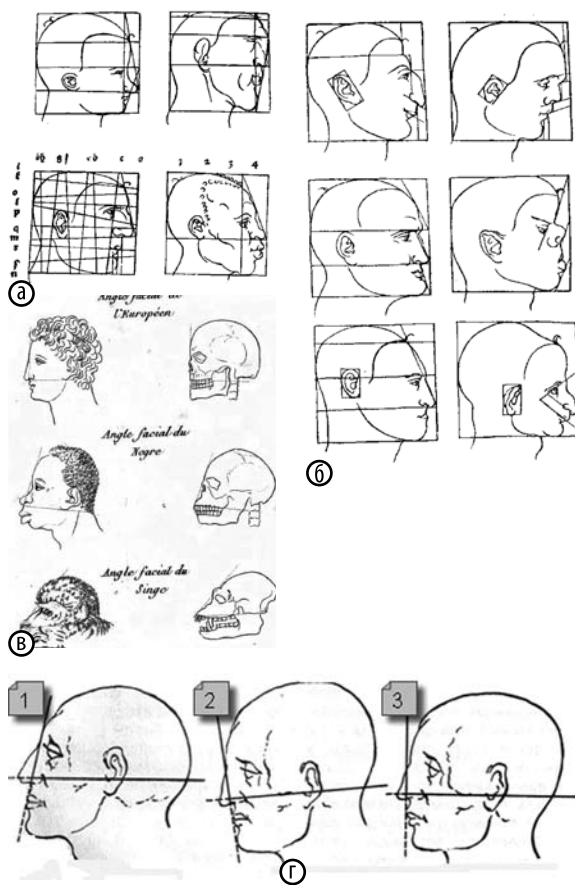 1 2 3 4
а
Angle facial de
l'Européen
Angle facial du
Negre
б
Angle facial du
Singe
в
1
2
3
г